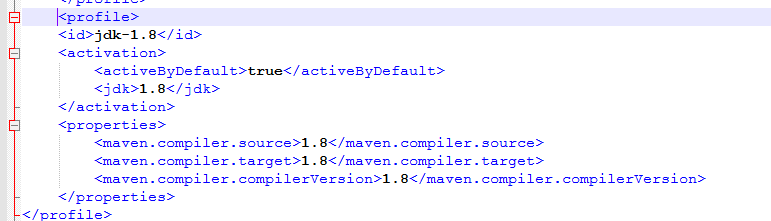 </profile>
<profile>
<id>jdk-1.8</id>
<activation>
<activeByDefault>true</activeByDefault>
<jdk>1.8</jdk>
</activation>
<properties>
<maven.compiler.source>1.8</maven.compiler.source>
<maven.compiler.target>1.8</maven.compiler.target>
<maven.compiler.compilerVersion>1.8</maven.compiler.compilerVersion>
</properties>
</profile>